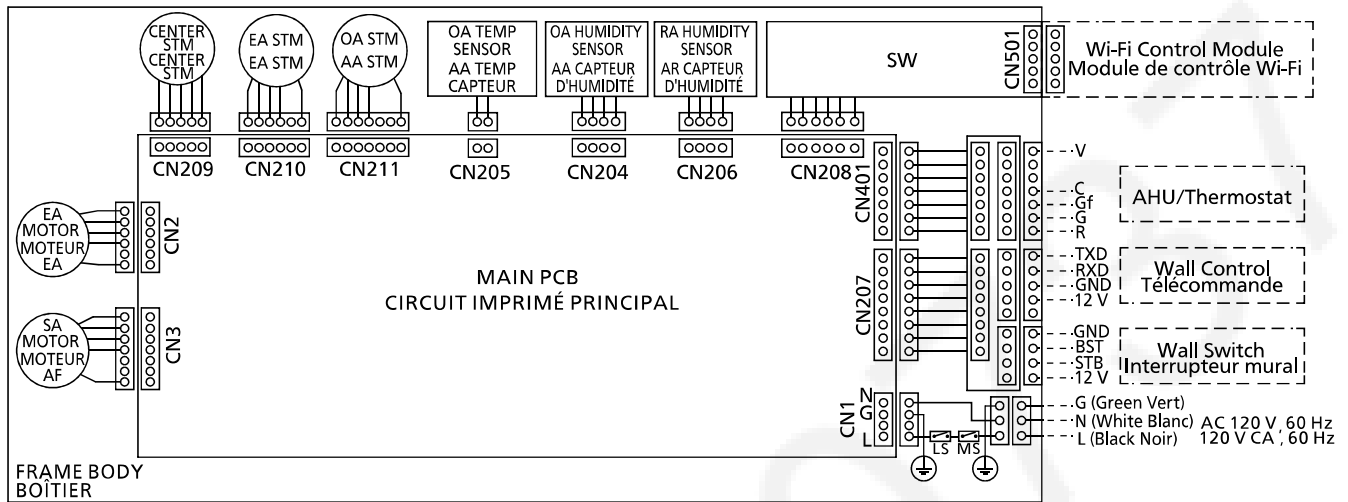 CENTER
STM
CENTER
STM
EA STM
EA STM
OA STM
AA STM
OA TEMP
SENSOR
AA TEMP
CAPTEUR
OA HUMIDITY
SENSOR
AA CAPTEUR
D'HUMIDITÉ
RA HUMIDITY
SENSOR
AR CAPTEUR
D'HUMIDITÉ
SW
CN501
Wi-Fi Control Module
Module de contrôle Wi-Fi
CN209
CN210
CN211
CN205
CN204
CN206
CN208
CN401
V
C
Gf
G
R
AHU/Thermostat
EA
MOTOR
MOTEUR
EA
CN2
MAIN PCB
CIRCUIT IMPRIMÉ PRINCIPAL
CN207
TXD
RXD
GND
12 V
Wall Control
Télécommande
SA
MOTOR
MOTEUR
AF
CN3
GND
BST
STB
12 V
Wall Switch
Interrupteur mural
CN1
N
G
L
LS
MS
G (Green Vert)
N (White Blanc)
L (Black Noir)
AC 120 V, 60 Hz
120 V CA, 60 Hz
FRAME BODY
BOÎTIER